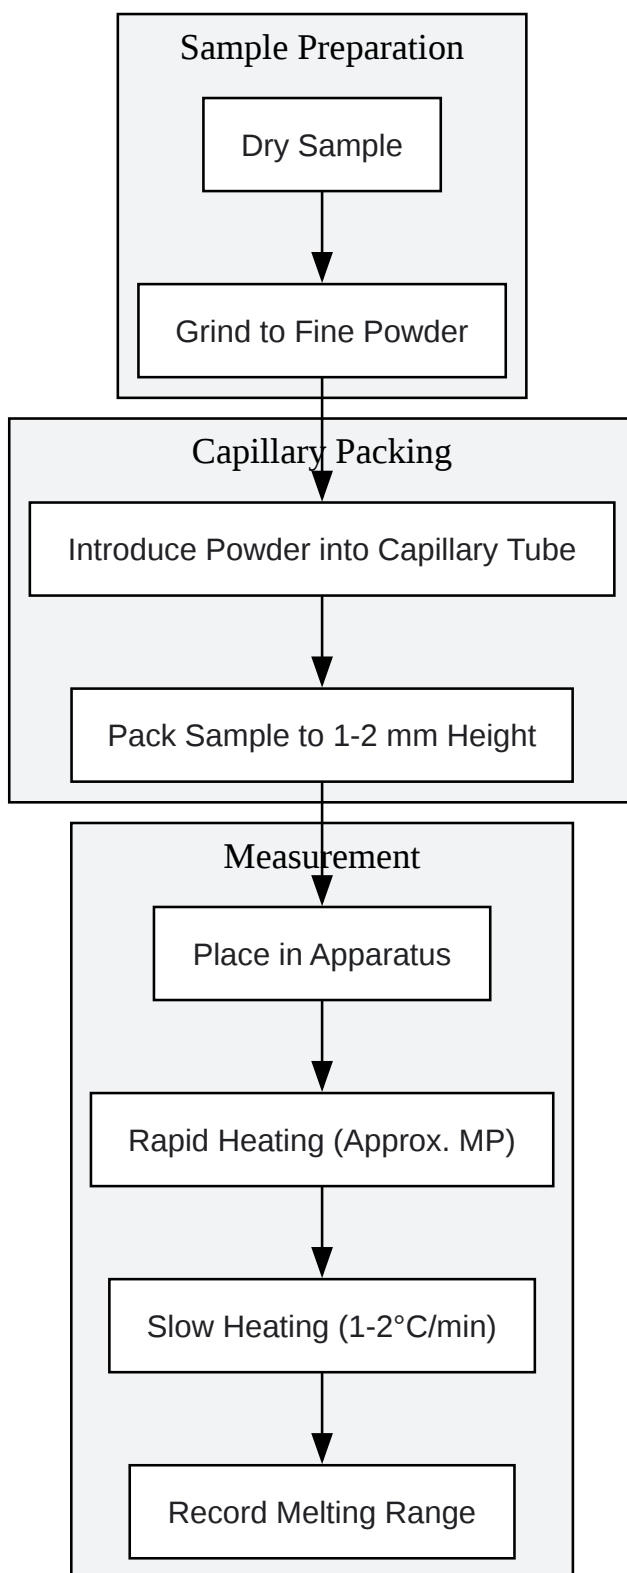 Sample Preparation
Dry Sample
Grind to Fine Powder
Capillary Packing
Introduce Powder into Capillary Tube
Pack Sample to 1-2 mm Height
Measurement
Place in Apparatus
Rapid Heating (Approx. MP)
Slow Heating (1-2°C/min)
Record Melting Range